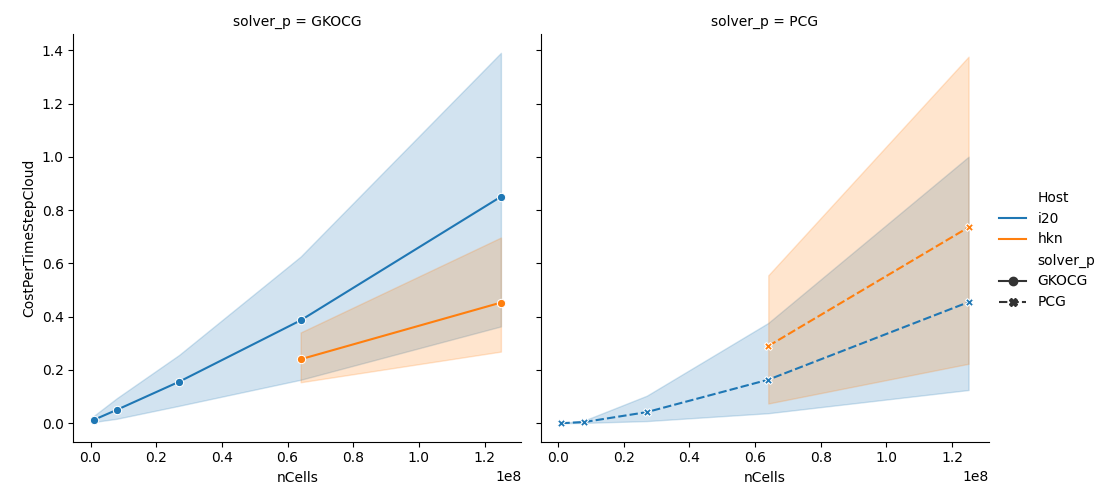 solver_p = GKOCG
solver_p = PCG
CostPerTimeStepCloud
1.4
1.2
1.0
0.8
0.6
0.4
0.2
0.0
0.0 0.2 0.4 0.6 0.8 1.0 1.2
1e8
nCells
0.0 0.2 0.4 0.6 0.8 1.0 1.2
1e8
nCells
Host
i20
hkn
solver_p
GKOCG
PCG